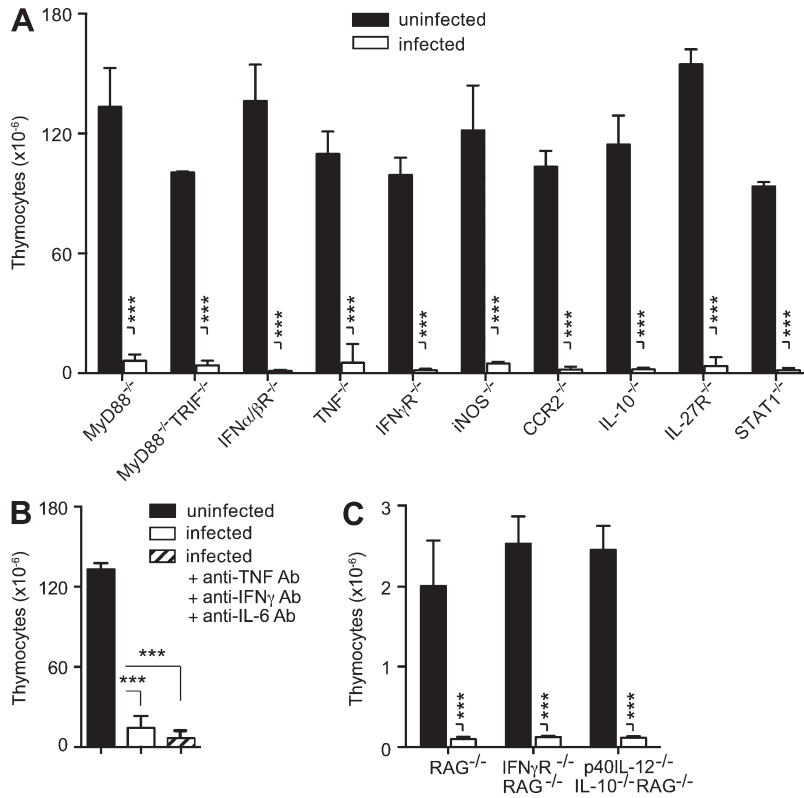 A
180
120
60
0
Thymocytes (x10⁻⁶)
uninfected
infected
*** *** *** *** *** *** *** *** *** ***
MyD88⁻/⁻
MyD88⁻/⁻TRIF⁻/⁻
IFNα/βR⁻/⁻
TNF⁻/⁻
IFNγR⁻/⁻
iNOS⁻/⁻
CCR2⁻/⁻
IL-10⁻/⁻
IL-27R⁻/⁻
STAT1⁻/⁻
B
180
120
60
0
Thymocytes (x10⁻⁶)
uninfected
infected
infected
+ anti-TNF Ab
+ anti-IFNγ Ab
+ anti-IL-6 Ab
***
***
C
3
2
1
0
Thymocytes (x10⁻⁶)
*** *** ***
RAG⁻/⁻
IFNγR⁻/⁻
RAG⁻/⁻
p40IL-12⁻/⁻
IL-10⁻/⁻RAG⁻/⁻